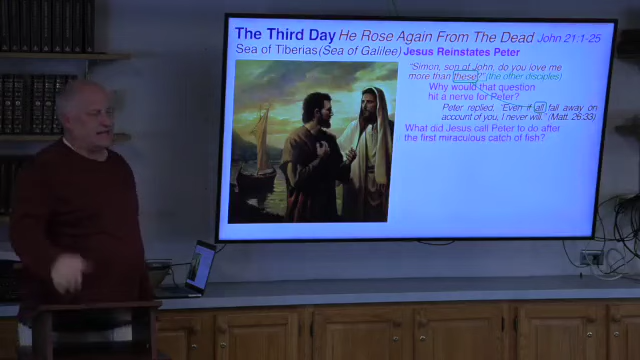 The Third Day He Rose Again From The Dead John 21:1-25
Sea of Tiberias (Sea of Galilee) Jesus Reinstates Peter
“Simon, son of John, do you love me
more than these?” (the other disiples)
Why would that question
hit a nerve for Peter?
Peter replied, “Even if all fall away on
account of you, I never will.” (Matt. 26:33)
What did Jesus call Peter to do after
the first miraculous catch of fish?